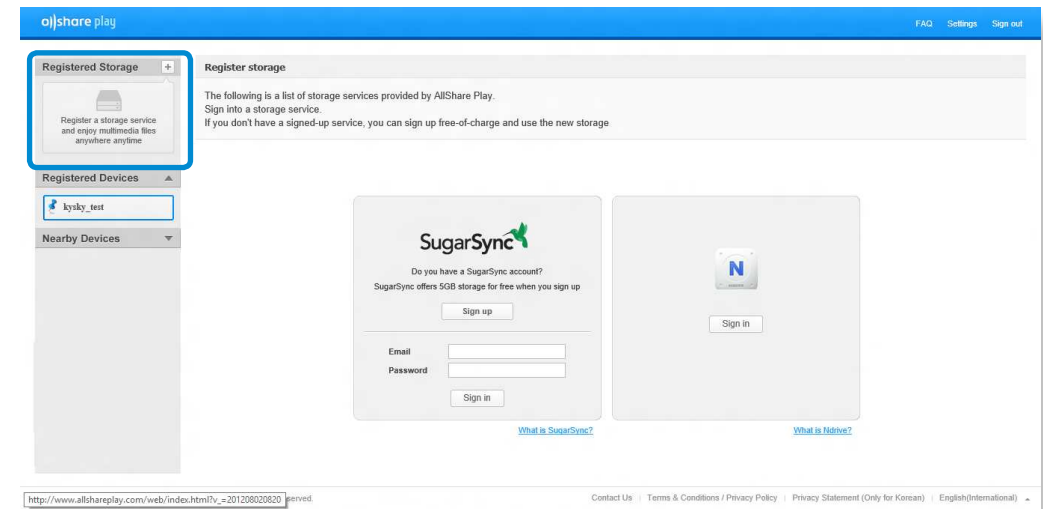 allshare play
FAQ Settings Sign out
Registered Storage +
Register a storage service
and enjoy multimedia files
anywhere anytime
Registered Devices
kysky_test
Nearby Devices
Register storage
The following is a list of storage services provided by AllShare Play.
Sign into a storage service.
If you don't have a signed-up service, you can sign up free-of-charge and use the new storage
SugarSync
Do you have a SugarSync account?
SugarSync offers 5GB storage for free when you sign up
Sign up
Email
Password
Sign in
What is SugarSync?
N
Sign in
What is Ndrive?
http://www.allshareplay.com/web/index.html?v_=201208020820
served.
Contact Us | Terms & Conditions / Privacy Policy | Privacy Statement (Only for Korean) | English(International)